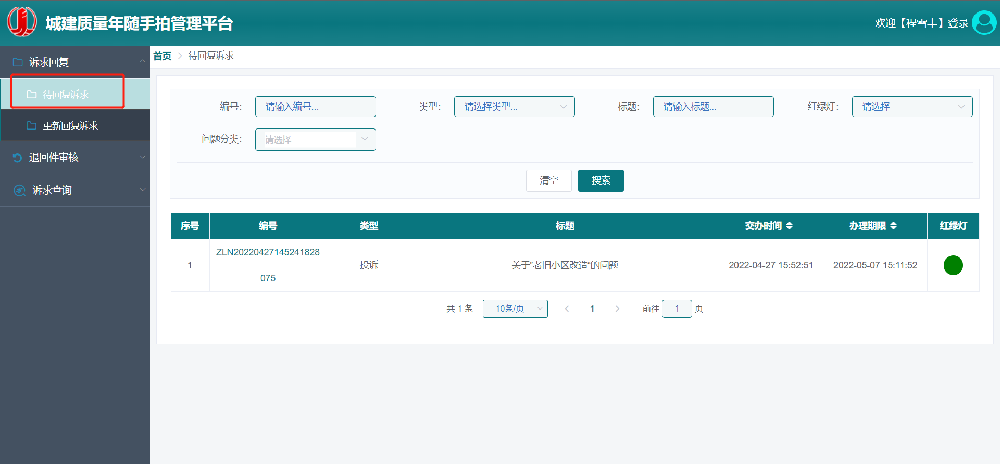 城建质量年随手拍管理平台
欢迎【程雪丰】登录
诉求回复
待回复诉求
重新回复诉求
退回件审核
诉求查询
首页 > 待回复诉求
编号： 请输入编号... 类型： 请选择类型... 标题： 请输入标题... 红绿灯： 请选择
问题分类： 请选择
清空 搜索
序号 编号 类型 标题 交办时间 办理期限 红绿灯
1 ZLN20220427145241828075 投诉 关于”老旧小区改造“的问题 2022-04-27 15:52:51 2022-05-07 15:11:52
共 1 条 10条/页 < 1 > 前往 1 页